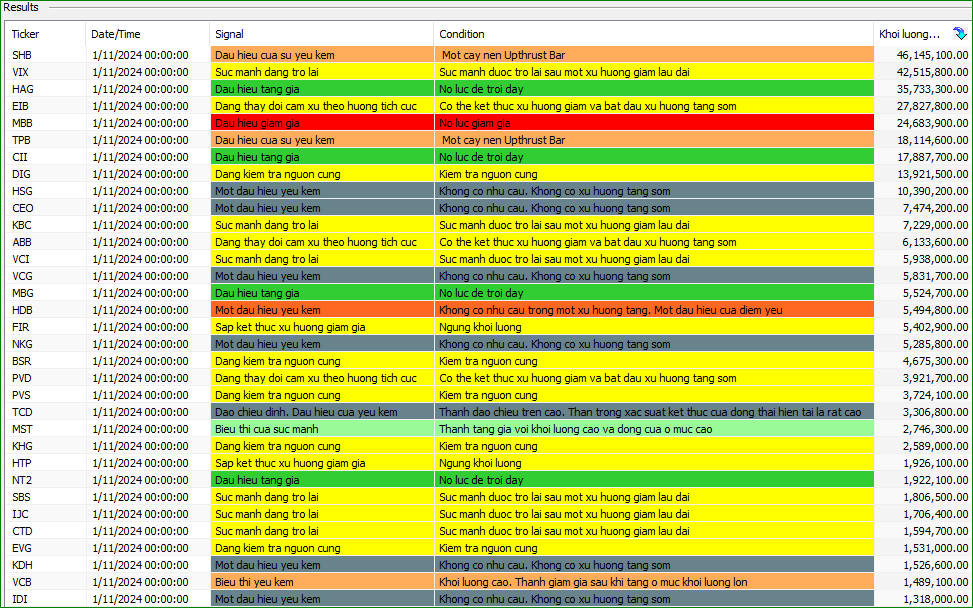 Results
Ticker Date/Time Signal Condition Khoi luong...
SHB 1/11/2024 00:00:00 Dau hieu cua su yeu kem Mot cay nen Upthrust Bar 46,145,100.00
VIX 1/11/2024 00:00:00 Suc manh dang tro lai Suc manh duoc tro lai sau mot xu huong giam lau dai 42,515,800.00
HAG 1/11/2024 00:00:00 Dau hieu tang gia No luc de troi day 35,733,300.00
EIB 1/11/2024 00:00:00 Dang thay doi cam xu theo huong tich cuc Co the ket thuc xu huong giam va bat dau xu huong tang som 27,827,800.00
MBB 1/11/2024 00:00:00 Dau hieu giam gia No luc giam gia 24,683,900.00
TPB 1/11/2024 00:00:00 Dau hieu cua su yeu kem Mot cay nen Upthrust Bar 18,114,600.00
CII 1/11/2024 00:00:00 Dau hieu tang gia No luc de troi day 17,887,700.00
DIG 1/11/2024 00:00:00 Dang kiem tra nguon cung Kiem tra nguon cung 13,921,500.00
HSG 1/11/2024 00:00:00 Mot dau hieu yeu kem Khong co nhu cau. Khong co xu huong tang som 10,390,200.00
CEO 1/11/2024 00:00:00 Mot dau hieu yeu kem Khong co nhu cau. Khong co xu huong tang som 7,474,200.00
KBC 1/11/2024 00:00:00 Suc manh dang tro lai Suc manh duoc tro lai sau mot xu huong giam lau dai 7,229,000.00
ABB 1/11/2024 00:00:00 Dang thay doi cam xu theo huong tich cuc Co the ket thuc xu huong giam va bat dau xu huong tang som 6,133,600.00
VCI 1/11/2024 00:00:00 Suc manh dang tro lai Suc manh duoc tro lai sau mot xu huong giam lau dai 5,938,000.00
VCG 1/11/2024 00:00:00 Mot dau hieu yeu kem Khong co nhu cau. Khong co xu huong tang som 5,831,700.00
MBG 1/11/2024 00:00:00 Dau hieu tang gia No luc de troi day 5,524,700.00
HDB 1/11/2024 00:00:00 Mot dau hieu yeu kem Khong co nhu cau trong mot xu huong tang. Mot dau hieu cua diem yeu 5,494,800.00
FIR 1/11/2024 00:00:00 Sap ket thuc xu huong giam gia Ngung khoi luong 5,402,900.00
NKG 1/11/2024 00:00:00 Mot dau hieu yeu kem Khong co nhu cau. Khong co xu huong tang som 5,285,800.00
BSR 1/11/2024 00:00:00 Dang kiem tra nguon cung Kiem tra nguon cung 4,675,300.00
PVD 1/11/2024 00:00:00 Dang thay doi cam xu theo huong tich cuc Co the ket thuc xu huong giam va bat dau xu huong tang som 3,921,700.00
PVS 1/11/2024 00:00:00 Dang kiem tra nguon cung Kiem tra nguon cung 3,724,100.00
TCD 1/11/2024 00:00:00 Dao chieu dinh. Dau hieu cua yeu kem Thanh dao chieu tren cao. Than trong xac suat ket thuc cua dong thai hien tai la rat cao 3,306,800.00
MST 1/11/2024 00:00:00 Bieu thi cua suc manh Thanh tang gia voi khoi luong cao va dong cua o muc cao 2,746,300.00
KHG 1/11/2024 00:00:00 Dang kiem tra nguon cung Kiem tra nguon cung 2,589,000.00
HTP 1/11/2024 00:00:00 Sap ket thuc xu huong giam gia Ngung khoi luong 1,926,100.00
NT2 1/11/2024 00:00:00 Dau hieu tang gia No luc de troi day 1,922,100.00
SBS 1/11/2024 00:00:00 Suc manh dang tro lai Suc manh duoc tro lai sau mot xu huong giam lau dai 1,806,500.00
IJC 1/11/2024 00:00:00 Suc manh dang tro lai Suc manh duoc tro lai sau mot xu huong giam lau dai 1,706,400.00
CTD 1/11/2024 00:00:00 Suc manh dang tro lai Suc manh duoc tro lai sau mot xu huong giam lau dai 1,594,700.00
EVG 1/11/2024 00:00:00 Dang kiem tra nguon cung Kiem tra nguon cung 1,531,000.00
KDH 1/11/2024 00:00:00 Mot dau hieu yeu kem Khong co nhu cau. Khong co xu huong tang som 1,526,600.00
VCB 1/11/2024 00:00:00 Bieu thi yeu kem Khoi luong cao. Thanh giam gia sau khi tang o muc khoi luong lon 1,489,100.00
IDI 1/11/2024 00:00:00 Mot dau hieu yeu kem Khong co nhu cau. Khong co xu huong tang som 1,318,000.00